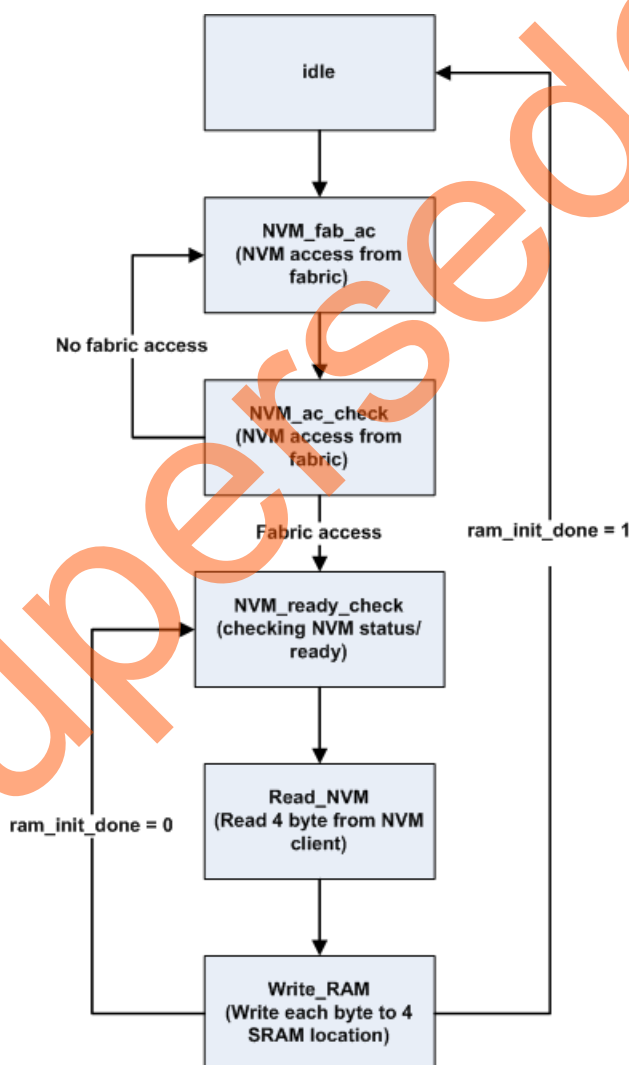 idle
NVM_fab_ac
(NVM access from
fabric)
No fabric access
NVM_ac_check
(NVM access from
fabric)
Fabric access
ram_init_done = 1
NVM_ready_check
(checking NVM status/
ready)
Read_NVM
(Read 4 byte from NVM
client)
ram_init_done = 0
Write_RAM
(Write each byte to 4
SRAM location)
upersede